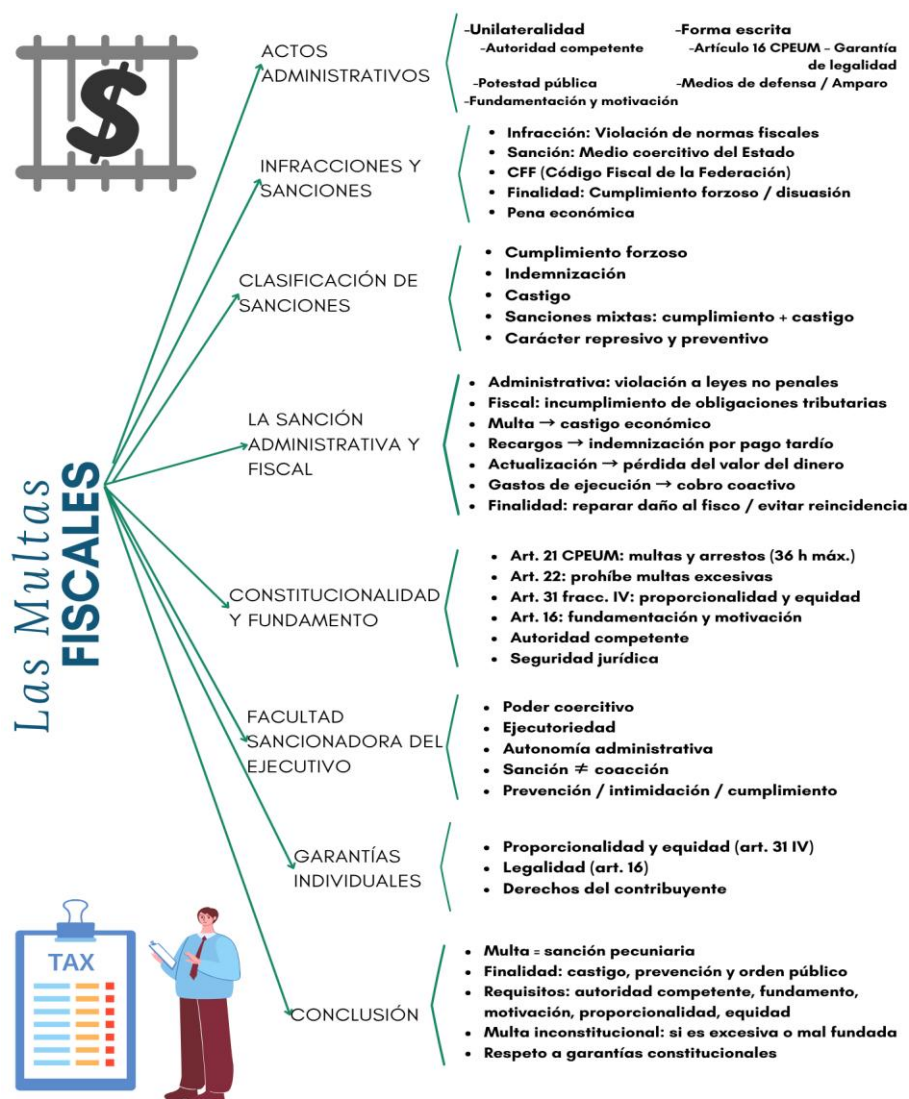 Las Multas
FISCALES
ACTOS
ADMINISTRATIVOS
-Unilateralidad
-Autoridad competente
-Potestad pública
-Fundamentación y motivación
-Forma escrita
-Artículo 16 CPEUM – Garantía
de legalidad
-Medios de defensa / Amparo
INFRACCIONES Y
SANCIONES
• Infracción: Violación de normas fiscales
• Sanción: Medio coercitivo del Estado
• CFF (Código Fiscal de la Federación)
• Finalidad: Cumplimiento forzoso / disuasión
• Pena económica
CLASIFICACIÓN DE
SANCIONES
• Cumplimiento forzoso
• Indemnización
• Castigo
• Sanciones mixtas: cumplimiento + castigo
• Carácter represivo y preventivo
LA SANCIÓN
ADMINISTRATIVA Y
FISCAL
• Administrativa: violación a leyes no penales
• Fiscal: incumplimiento de obligaciones tributarias
• Multa → castigo económico
• Recargos → indemnización por pago tardío
• Actualización → pérdida del valor del dinero
• Gastos de ejecución → cobro coactivo
• Finalidad: reparar daño al fisco / evitar reincidencia
CONSTITUCIONALIDAD
Y FUNDAMENTO
• Art. 21 CPEUM: multas y arrestos (36 h máx.)
• Art. 22: prohíbe multas excesivas
• Art. 31 fracc. IV: proporcionalidad y equidad
• Art. 16: fundamentación y motivación
• Autoridad competente
• Seguridad jurídica
FACULTAD
SANCIONADORA DEL
EJECUTIVO
• Poder coercitivo
• Ejecutoriedad
• Autonomía administrativa
• Sanción ≠ coacción
• Prevención / intimidación / cumplimiento
GARANTÍAS
INDIVIDUALES
• Proporcionalidad y equidad (art. 31 IV)
• Legalidad (art. 16)
• Derechos del contribuyente
CONCLUSIÓN
• Multa = sanción pecuniaria
• Finalidad: castigo, prevención y orden público
• Requisitos: autoridad competente, fundamento,
motivación, proporcionalidad, equidad
• Multa inconstitucional: si es excesiva o mal fundada
• Respeto a garantías constitucionales
$
TAX